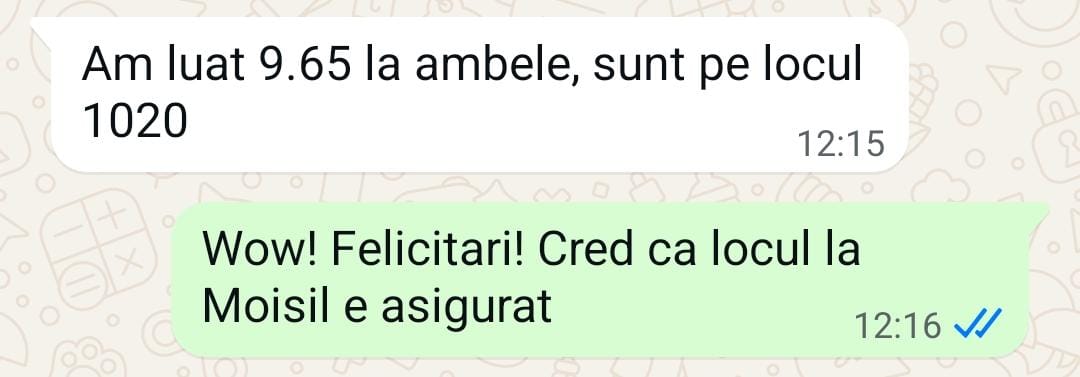 Am luat 9.65 la ambele, sunt pe locul
1020
12:15
Wow! Felicitari! Cred ca locul la
Moisil e asigurat
12:16